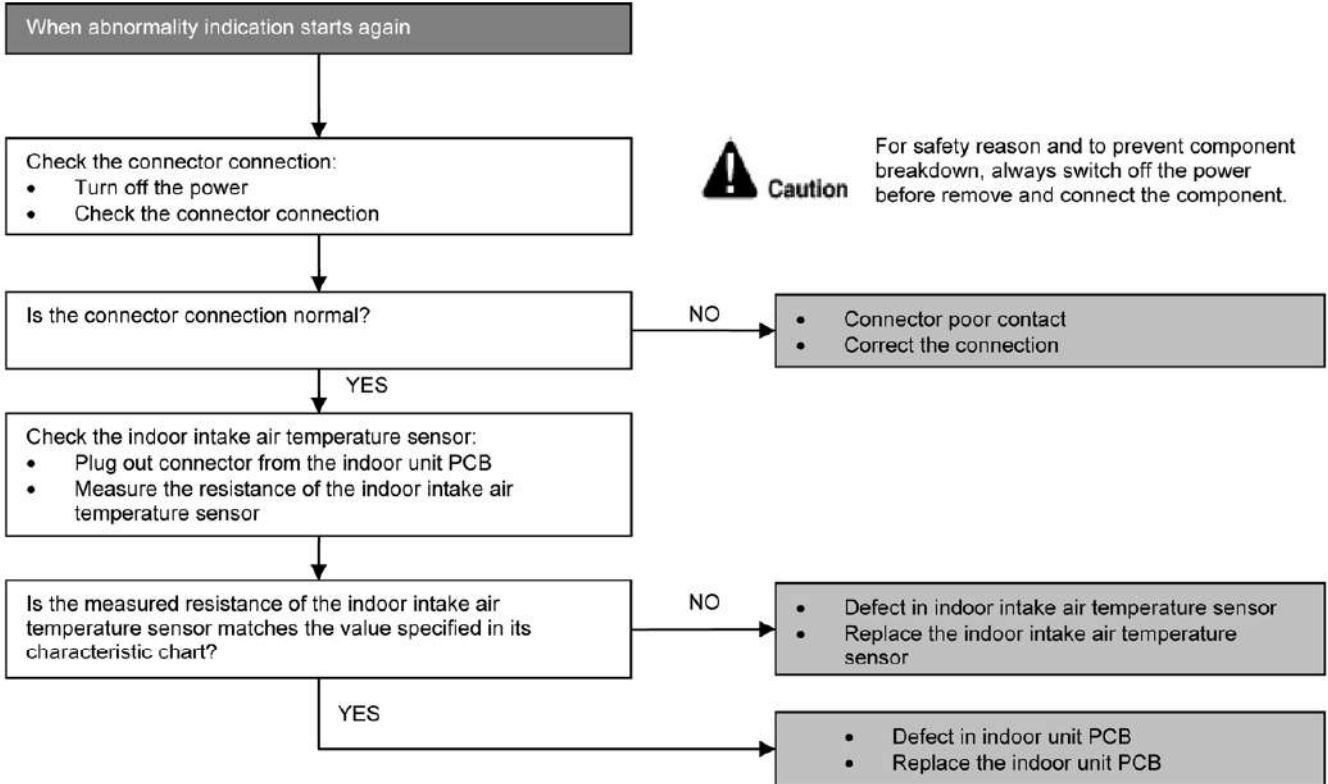 When abnormality indication starts again
Check the connector connection:
• Turn off the power
• Check the connector connection
Caution
For safety reason and to prevent component
breakdown, always switch off the power
before remove and connect the component.
Is the connector connection normal?
NO
• Connector poor contact
• Correct the connection
YES
Check the indoor intake air temperature sensor:
• Plug out connector from the indoor unit PCB
• Measure the resistance of the indoor intake air
temperature sensor
Is the measured resistance of the indoor intake air
temperature sensor matches the value specified in its
characteristic chart?
NO
• Defect in indoor intake air temperature sensor
• Replace the indoor intake air temperature
sensor
YES
• Defect in indoor unit PCB
• Replace the indoor unit PCB